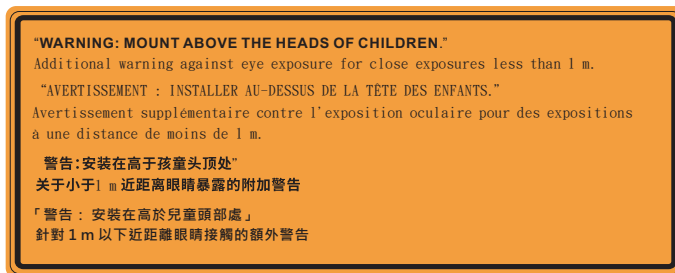 “WARNING: MOUNT ABOVE THE HEADS OF CHILDREN.”
Additional warning against eye exposure for close exposures less than 1 m.
“AVERTISSEMENT : INSTALLER AU-DESSUS DE LA TÊTE DES ENFANTS.”
Avertissement supplémentaire contre l'exposition oculaire pour des expositions
à une distance de moins de 1 m.
警告:安装在高于孩童头顶处”
关于小于1 m 近距离眼睛暴露的附加警告
「警告 : 安裝在高於兒童頭部處」
針對 1 m 以下近距離眼睛接觸的額外警告